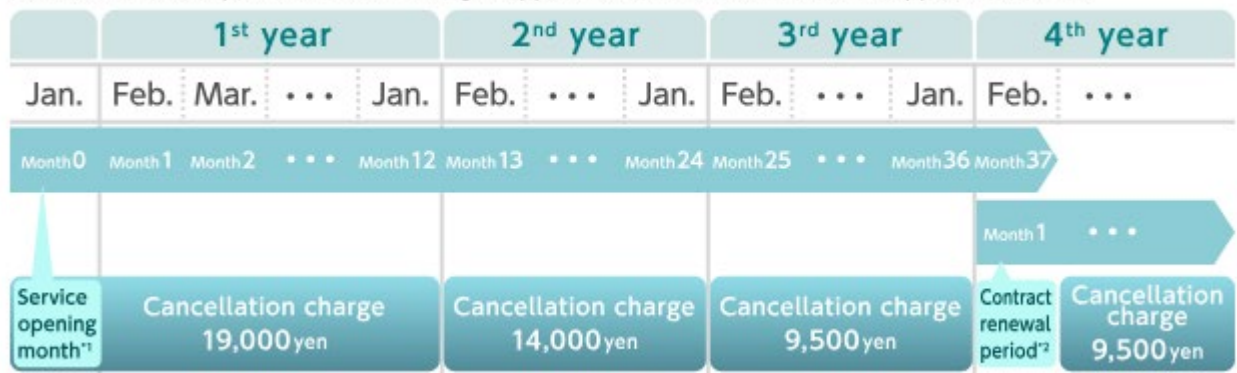 1st year 2nd year 3rd year 4th year
Jan. Feb. Mar. ••• Jan. Feb. ••• Jan. Feb. ••• Jan. Feb. •••
Month0 Month1 Month2 ••• Month12 Month13 ••• Month24 Month25 ••• Month36 Month37
Month1 •••
Service
opening
month*1
Cancellation charge
19,000yen
Cancellation charge
14,000yen
Cancellation charge
9,500yen
Contract
renewal
period*2
Cancellation
charge
9,500yen